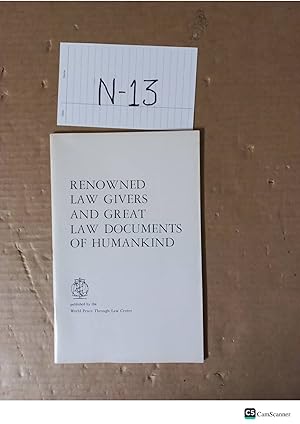 N-13
RENOWNED
LAW GIVERS
AND GREAT
LAW DOCUMENTS
OF HUMANKIND
published by the
World Peace Through Law Center
CS CamScanner